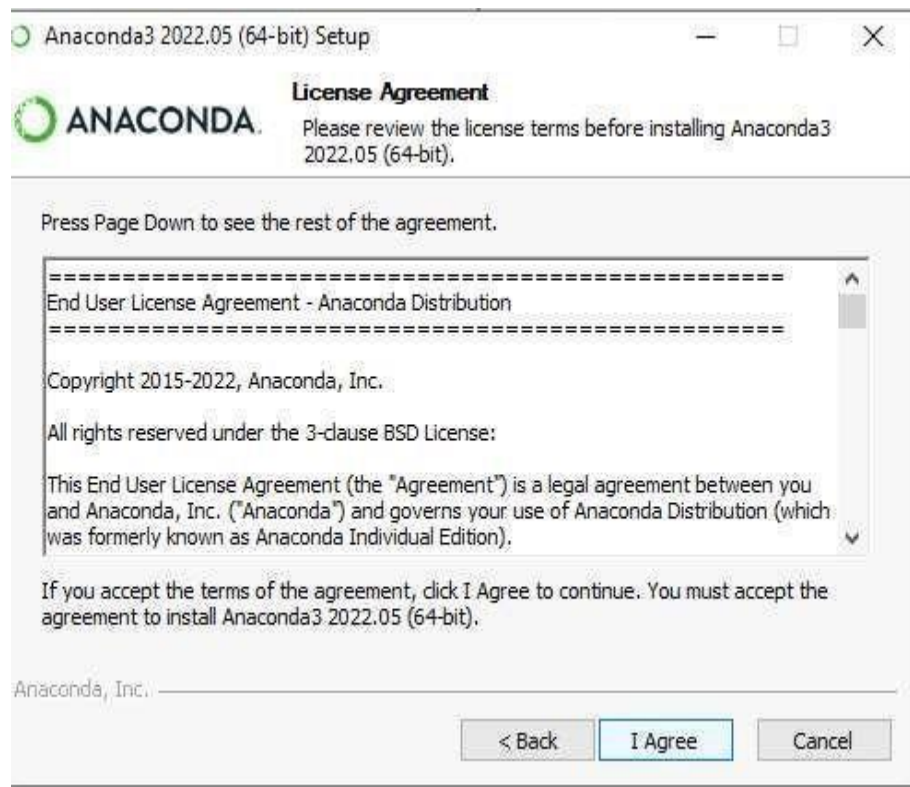 Anaconda3 2022.05 (64-bit) Setup
ANACONDA.
License Agreement
Please review the license terms before installing Anaconda3
2022.05 (64-bit).
Press Page Down to see the rest of the agreement.
==================================================
End User License Agreement - Anaconda Distribution
==================================================
Copyright 2015-2022, Anaconda, Inc.
All rights reserved under the 3-clause BSD License:
This End User License Agreement (the "Agreement") is a legal agreement between you
and Anaconda, Inc. ("Anaconda") and governs your use of Anaconda Distribution (which
was formerly known as Anaconda Individual Edition).
If you accept the terms of the agreement, click I Agree to continue. You must accept the
agreement to install Anaconda3 2022.05 (64-bit).
Anaconda, Inc.
< Back I Agree Cancel